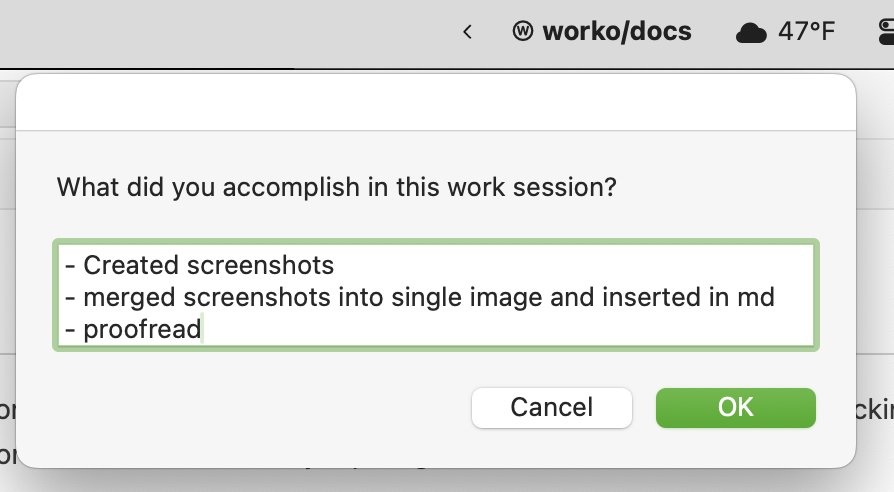 < Ⓦ worko/docs 47°F
What did you accomplish in this work session?
- Created screenshots
- merged screenshots into single image and inserted in md
- proofread
Cancel OK